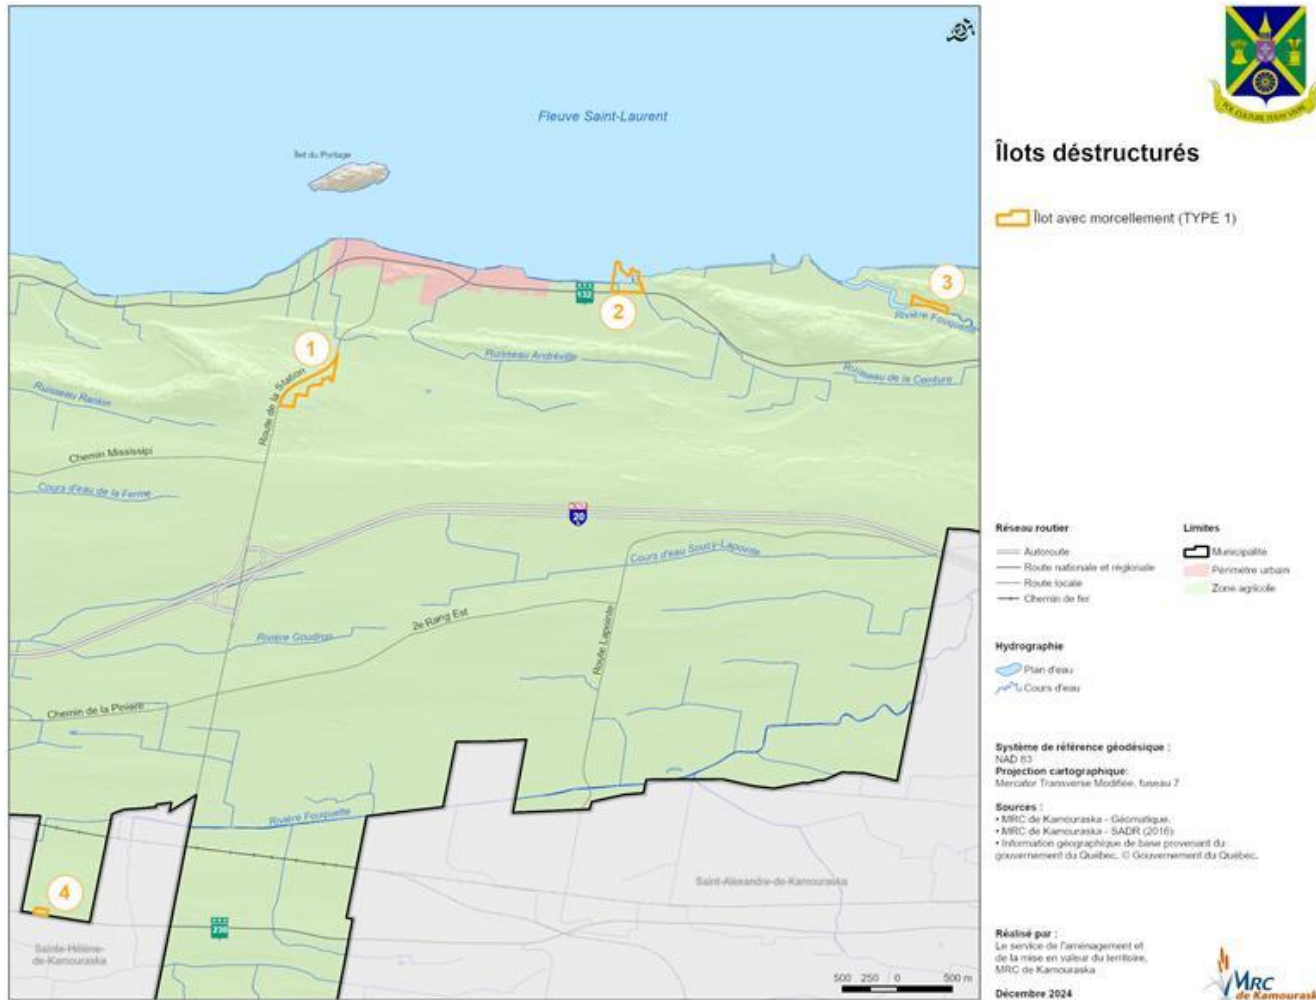 Fleuve Saint-Laurent
Îlet du Portage
132
1
2
3
Rivière Fouquette
Ruisseau Andréville
Ruisseau de la Ceinture
Route de la Station
Ruisseau Rankin
Chemin Mississipi
Cours d'eau de la Ferme
20
Cours d'eau Soucy-Lapointe
2e Rang Est
Rivière Goudron
Route Lapointe
Chemin de la Pinière
Rivière Fouquette
Saint-Alexandre-de-Kamouraska
4
230
Sainte-Hélène-
de-Kamouraska
500 250 0 500 m
Îlots déstructurés
Îlot avec morcellement (TYPE 1)
Réseau routier
Autoroute
Route nationale et régionale
Route locale
Chemin de fer
Limites
Municipalité
Périmètre urbain
Zone agricole
Hydrographie
Plan d'eau
Cours d'eau
Système de référence géodésique :
NAD 83
Projection cartographique:
Mercator Transverse Modifiée, fuseau 7
Sources :
• MRC de Kamouraska - Géomatique.
• MRC de Kamouraska - SADR (2016)
• Information géographique de base provenant du
gouvernement du Québec. © Gouvernement du Québec.
Réalisé par :
Le service de l'aménagement et
de la mise en valeur du territoire.
MRC de Kamouraska
Décembre 2024
MRC
de Kamouraska